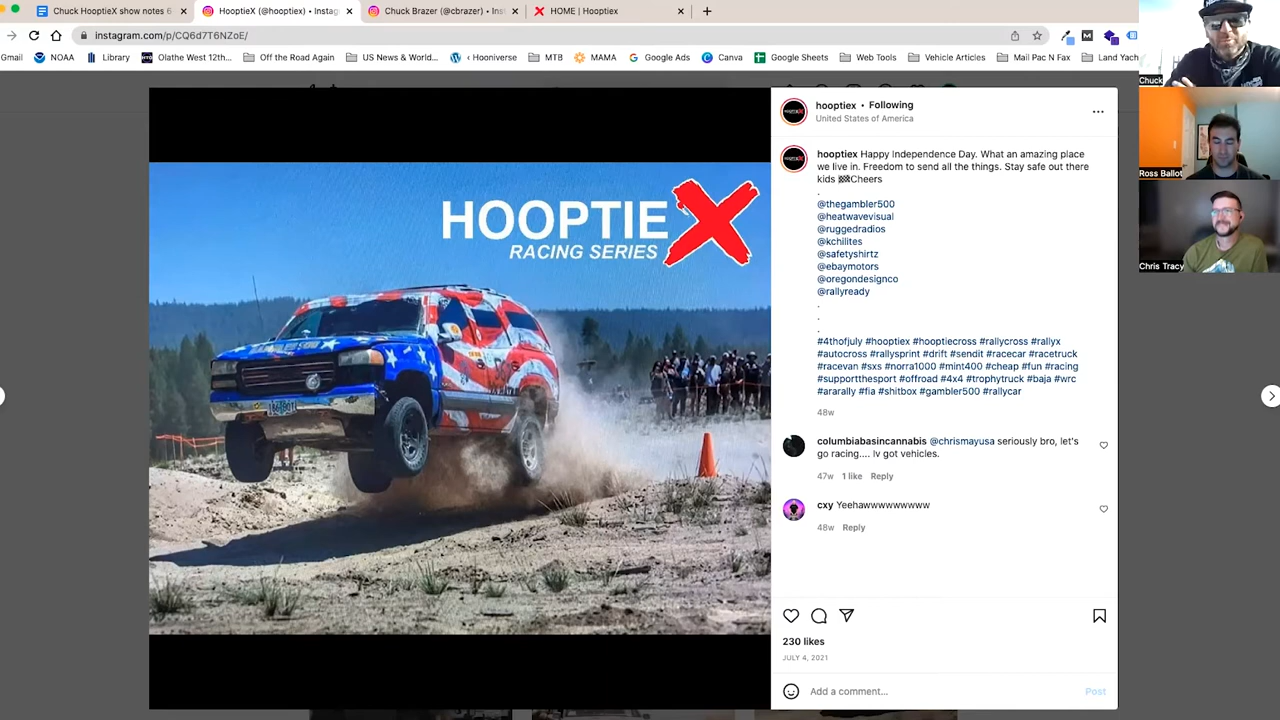 Chuck HooptieX show notes 6
HooptieX (@hooptiex) • Instag
Chuck Brazer (@cbrazer) • Ins
HOME | Hooptiex
instagram.com/p/CQ6d7T6NZoE/
Gmail
NOAA
Library
Olathe West 12th...
Off the Road Again
US News & World...
‹ Hooniverse
MTB
MAMA
Google Ads
Canva
Google Sheets
Web Tools
Vehicle Articles
Mail Pac N Fax
Land Yach
Chuck
Ross Ballot
Chris Tracy
HOOPTIE X
RACING SERIES
hooptiex • Following
United States of America
hooptiex Happy Independence Day. What an amazing place
we live in. Freedom to send all the things. Stay safe out there
kids 🏁Cheers
.
@thegambler500
@heatwavevisual
@ruggedradios
@kchilites
@safetyshirtz
@ebaymotors
@oregondesignco
@rallyready
.
.
.
#4thofjuly #hooptiex #hooptiecross #rallycross #rallyx
#autocross #rallysprint #drift #sendit #racecar #racetruck
#racevan #sxs #norra1000 #mint400 #cheap #fun #racing
#supportthesport #offroad #4x4 #trophytruck #baja #wrc
#ararally #fia #shitbox #gambler500 #rallycar
48w
columbiabasincannabis @chrismayusa seriously bro, let's
go racing.... Iv got vehicles.
47w 1 like Reply
cxy Yeehawwwwwwwww
48w Reply
230 likes
JULY 4, 2021
Add a comment...
Post